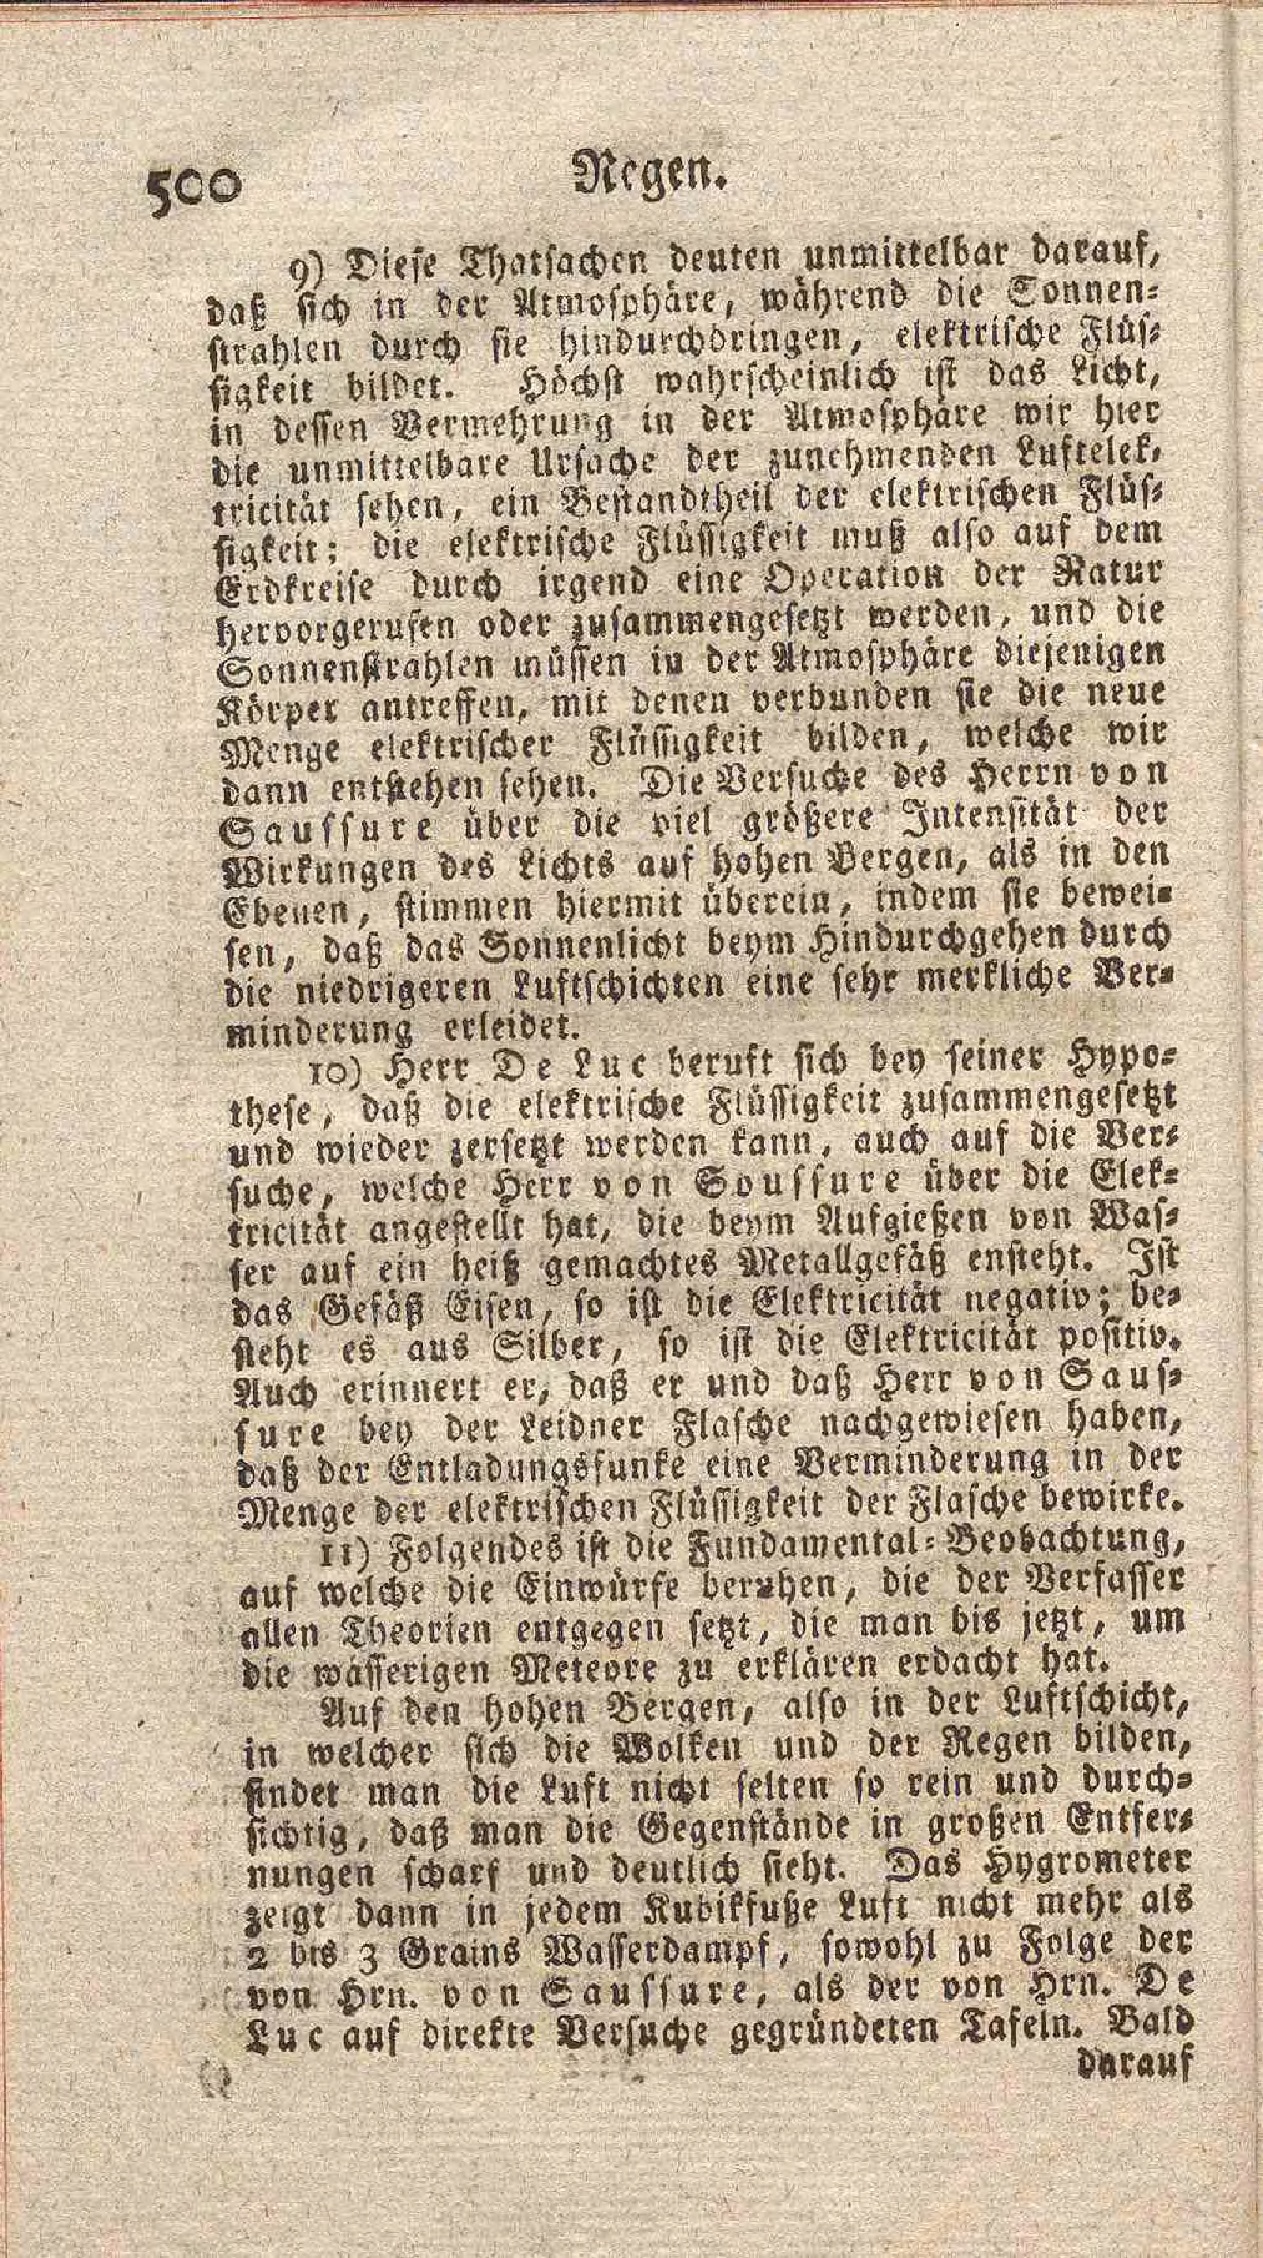 500
Regen.
9) Diese Thatsachen deuten unmittelbar darauf,
daß sich in der Atmosphäre, während die Sonnen-
strahlen durch sie hindurchdringen, elektrische Flüs-
sigkeit bildet. Höchst wahrscheinlich ist das Licht,
in dessen Vermehrung in der Atmosphäre wir hier
die unmittelbare Ursache der zunehmenden Luftelek-
tricität sehen, ein Bestandtheil der elektrischen Flüs-
sigkeit; die elektrische Flüssigkeit muß also auf dem
Erdkreise durch irgend eine Operation der Natur
hervorgerufen oder zusammengesetzt werden, und die
Sonnenstrahlen müssen in der Atmosphäre diejenigen
Körper antreffen, mit denen verbunden sie die neue
Menge elektrischer Flüssigkeit bilden, welche wir
dann entstehen sehen. Die Versuche des Herrn von
Saussure über die viel größere Intensität der
Wirkungen des Lichts auf hohen Bergen, als in den
Ebenen, stimmen hiermit überein, indem sie bewei-
sen, daß das Sonnenlicht beym Hindurchgehen durch
die niedrigeren Luftschichten eine sehr merkliche Ver-
minderung erleidet.
10) Herr De Luc beruft sich bey seiner Hypo-
these, daß die elektrische Flüssigkeit zusammengesetzt
und wieder zersetzt werden kann, auch auf die Ver-
suche, welche Herr von Soussure über die Elek-
tricität angestellt hat, die beym Aufgießen von Was-
ser auf ein heiß gemachtes Metallgefäß ensteht. Ist
das Gefäß Eisen, so ist die Elektricität negativ; be-
steht es aus Silber, so ist die Elektricität positiv.
Auch erinnert er, daß er und daß Herr von Saus-
sure bey der Leidner Flasche nachgewiesen haben,
daß der Entladungsfunke eine Verminderung in der
Menge der elektrischen Flüssigkeit der Flasche bewirke.
11) Folgendes ist die Fundamental-Beobachtung,
auf welche die Einwürfe beruhen, die der Verfasser
allen Theorien entgegen setzt, die man bis jetzt, um
die wässerigen Meteore zu erklären erdacht hat.
Auf den hohen Bergen, also in der Luftschicht,
in welcher sich die Wolken und der Regen bilden,
findet man die Luft nicht selten so rein und durch-
sichtig, daß man die Gegenstände in großen Entfer-
nungen scharf und deutlich sieht. Das Hygrometer
zeigt dann in jedem Kubikfuße Luft nicht mehr als
2 bis 3 Grains Wasserdampf, sowohl zu Folge der
von Hrn. von Saussure, als der von Hrn. De
Luc auf direkte Versuche gegründeten Tafeln. Bald
darauf